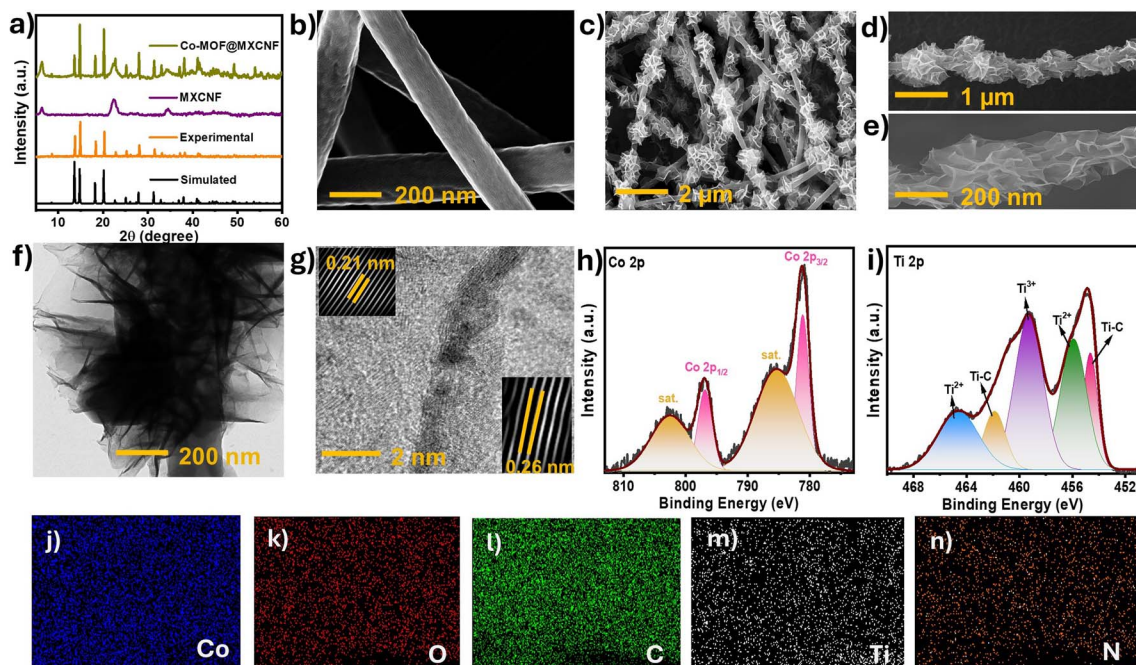 a)
Co-MOF@MXCNF
MXCNF
Experimental
Simulated
Intensity (a.u.)
10 20 30 40 50 60
2θ (degree)
b)
200 nm
c)
2 μm
d)
1 μm
e)
200 nm
f)
200 nm
g)
0.21 nm
2 nm
0.26 nm
h) Co 2p
Co 2p3/2
sat.
Co 2p1/2
sat.
Intensity (a.u.)
810 800 790 780
Binding Energy (eV)
i) Ti 2p
Ti3+
Ti2+
Ti-C
Ti-C
Ti2+
Intensity (a.u.)
468 464 460 456 452
Binding Energy (eV)
j)
Co
k)
O
l)
C
m)
Ti
n)
N